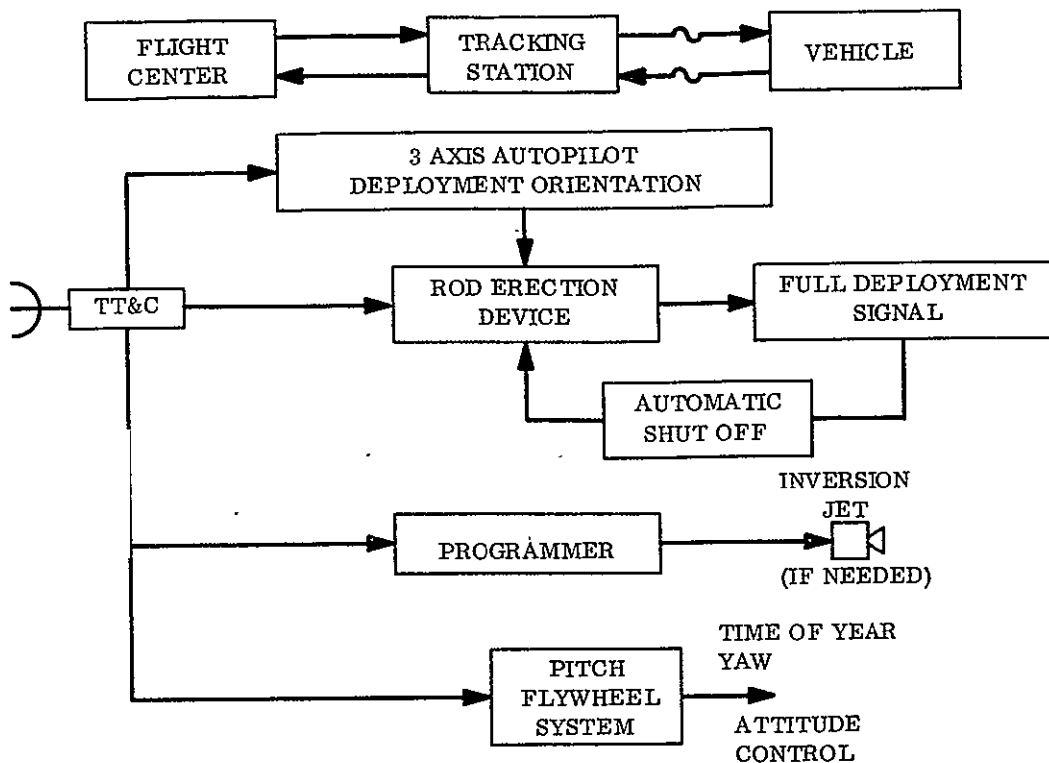 FLIGHT
CENTER
TRACKING
STATION
VEHICLE
3 AXIS AUTOPILOT
DEPLOYMENT ORIENTATION
TT&C
ROD ERECTION
DEVICE
FULL DEPLOYMENT
SIGNAL
AUTOMATIC
SHUT OFF
INVERSION
JET
PROGRAMMER
(IF NEEDED)
TIME OF YEAR
YAW
PITCH
FLYWHEEL
SYSTEM
ATTITUDE
CONTROL